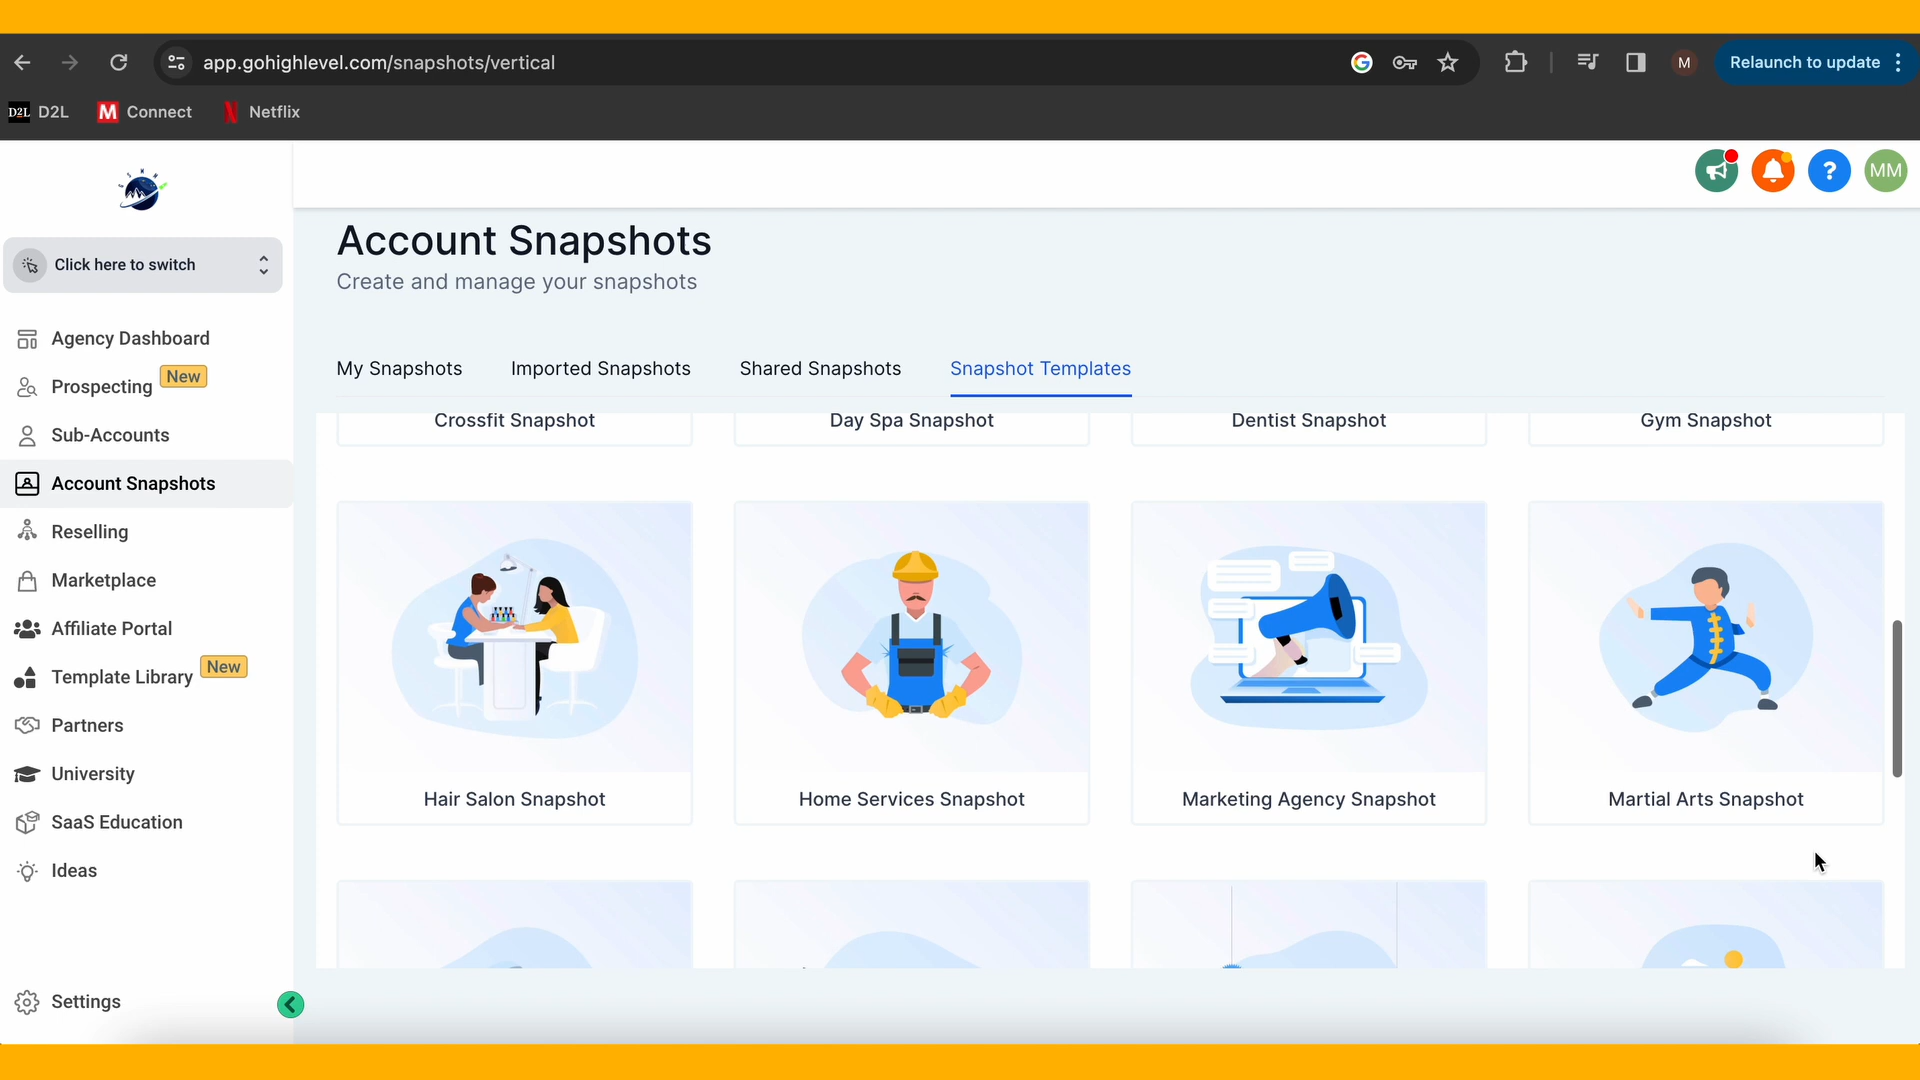 app.gohighlevel.com/snapshots/vertical
M
Relaunch to update
D2L D2L
M Connect
Netflix
MM
Click here to switch
Agency Dashboard
Prospecting New
Sub-Accounts
Account Snapshots
Reselling
Marketplace
Affiliate Portal
Template Library New
Partners
University
SaaS Education
Ideas
Settings
Account Snapshots
Create and manage your snapshots
My Snapshots Imported Snapshots Shared Snapshots Snapshot Templates
Crossfit Snapshot Day Spa Snapshot Dentist Snapshot Gym Snapshot
Hair Salon Snapshot Home Services Snapshot Marketing Agency Snapshot Martial Arts Snapshot